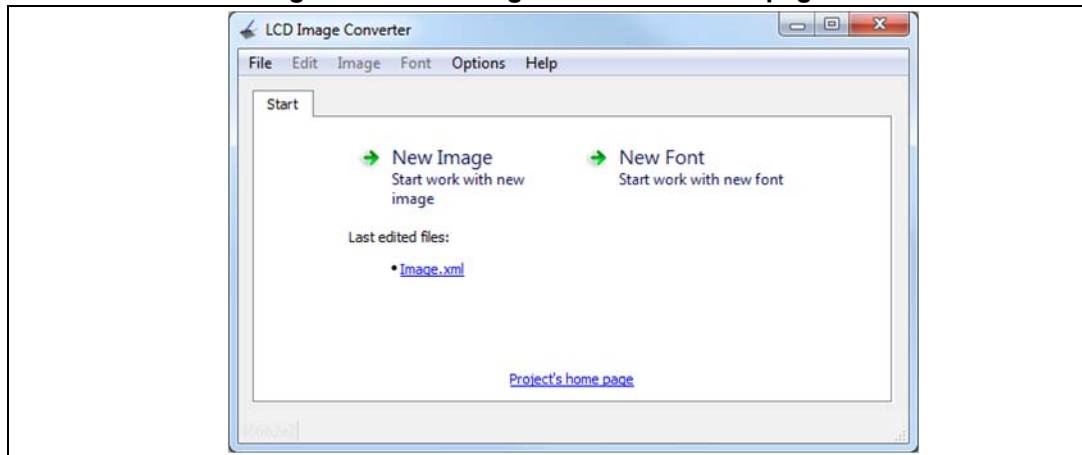 LCD Image Converter
File Edit Image Font Options Help
Start
New Image
Start work with new
image
New Font
Start work with new font
Last edited files:
• Image.xml
Project's home page